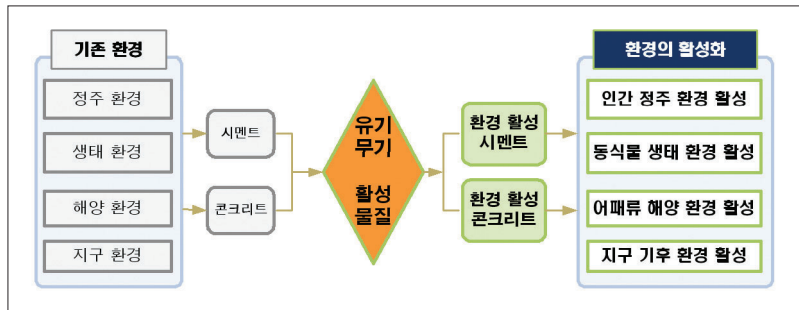 기존 환경
정주 환경
생태 환경
해양 환경
지구 환경
시멘트
콘크리트
유기
무기
활성
물질
환경 활성
시멘트
환경 활성
콘크리트
환경의 활성화
인간 정주 환경 활성
동식물 생태 환경 활성
어패류 해양 환경 활성
지구 기후 환경 활성